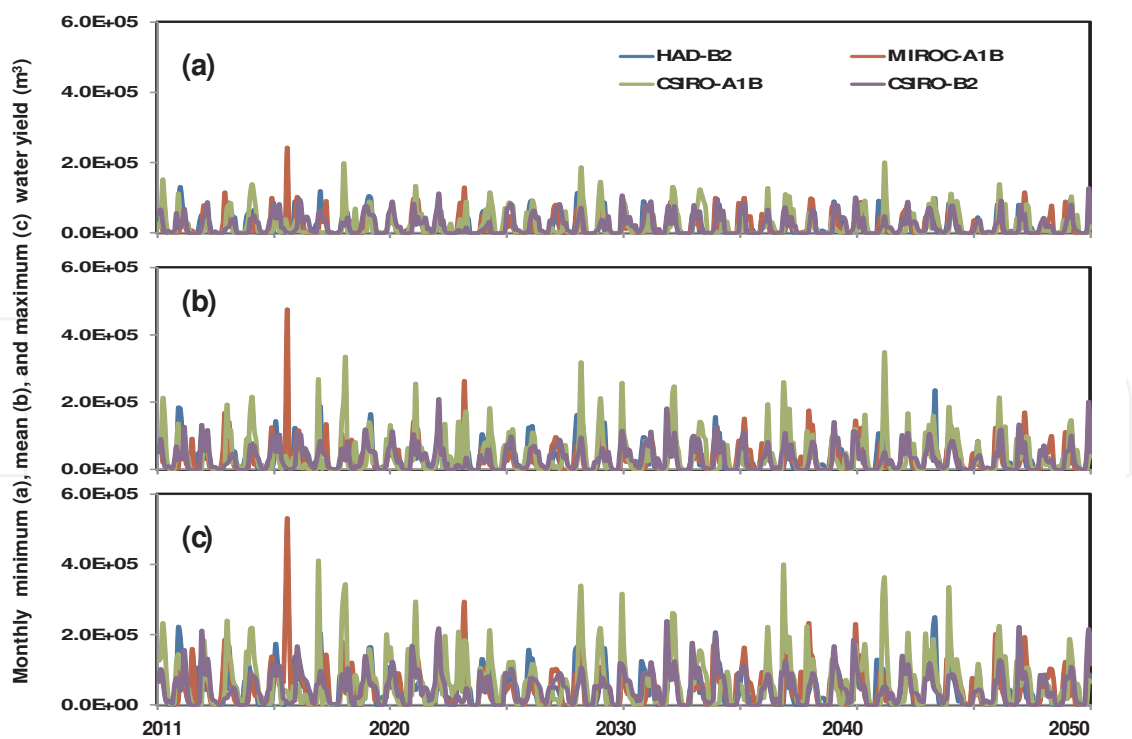 Monthly minimum (a), mean (b), and maximum (c) water yield (m³)
6.0E+05
(a)
HAD-B2
MIROC-A1B
4.0E+05
CSIRO-A1B
CSIRO-B2
2.0E+05
0.0E+00
6.0E+05
(b)
4.0E+05
2.0E+05
0.0E+00
6.0E+05
(c)
4.0E+05
2.0E+05
0.0E+00
2011 2020 2030 2040 2050